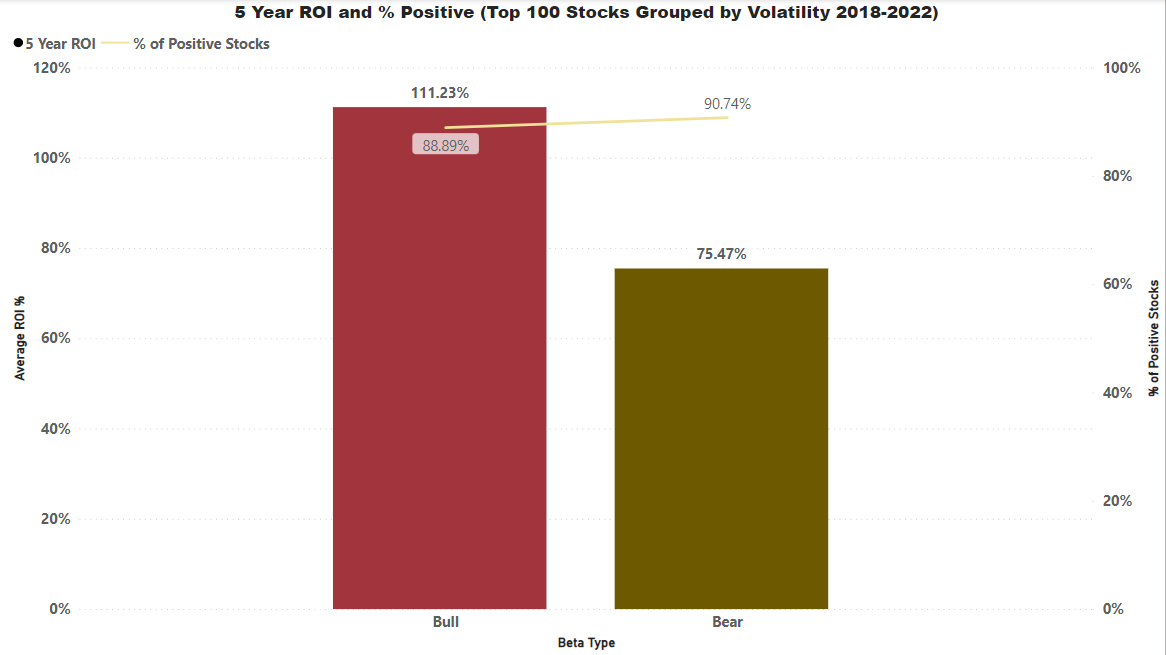 5 Year ROI and % Positive (Top 100 Stocks Grouped by Volatility 2018-2022)
5 Year ROI % of Positive Stocks
120% 100%
111.23% 90.74%
88.89%
100%
80%
80%
75.47%
60%
Average ROI %
% of Positive Stocks
60%
40%
40%
20%
20%
0% 0%
Bull Bear
Beta Type